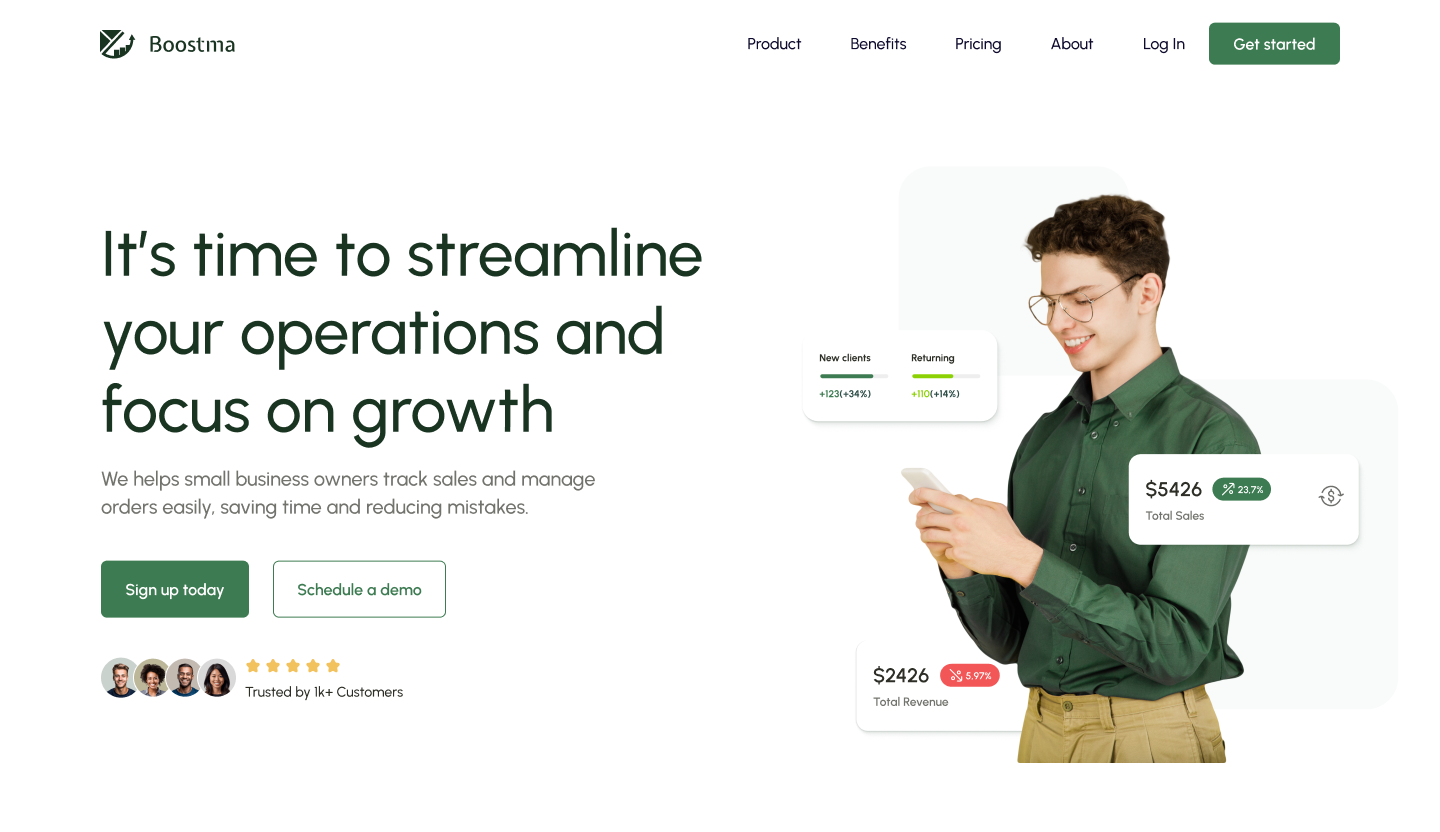 Boostma
Product
Benefits
Pricing
About
Log In
Get started
It’s time to streamline
your operations and
focus on growth
We helps small business owners track sales and manage
orders easily, saving time and reducing mistakes.
Sign up today
Schedule a demo
Trusted by 1k+ Customers
New clients
+123(+34%)
Returning
+110(+14%)
$5426
23.7%
Total Sales
$2426
5.97%
Total Revenue